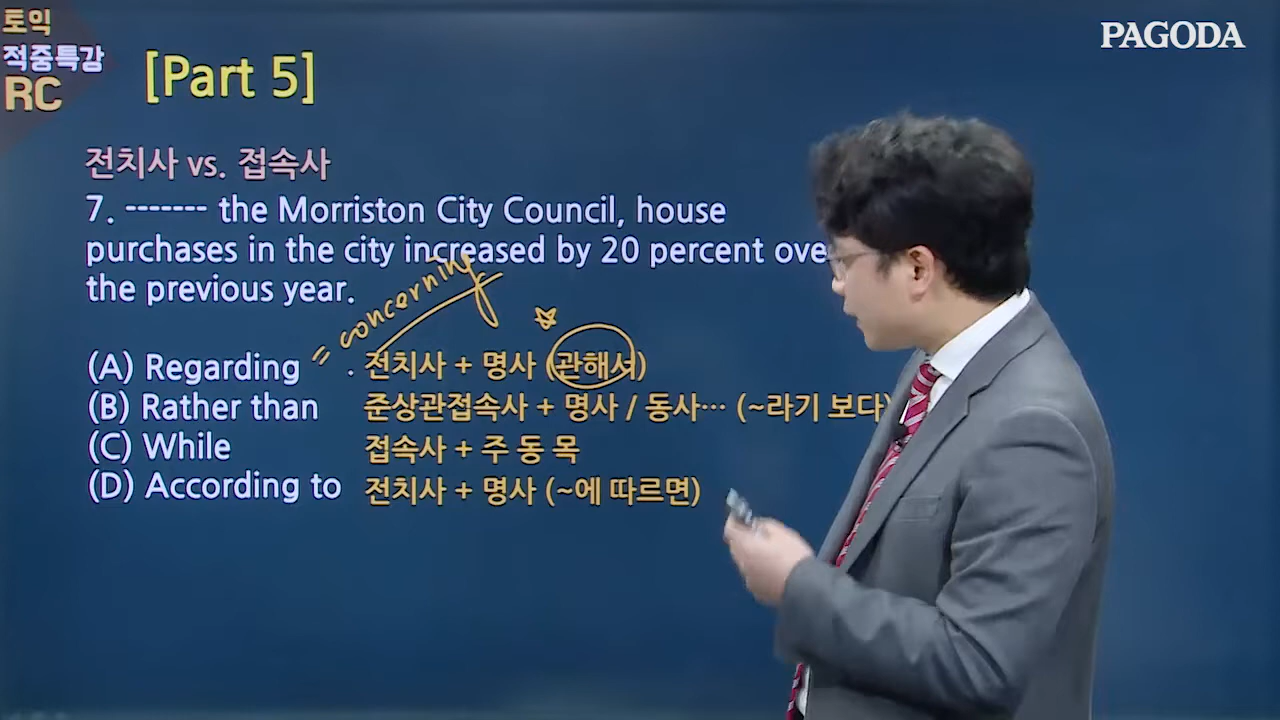 토익
적중특강
RC
PAGODA
[Part 5]
전치사 vs. 접속사
7. ------- the Morriston City Council, house
purchases in the city increased by 20 percent ove
the previous year.
= concerning
(A) Regarding . 전치사 + 명사 (관해서)
(B) Rather than 준상관접속사 + 명사 / 동사… (~라기 보다)
(C) While 접속사 + 주 동 목
(D) According to 전치사 + 명사 (~에 따르면)